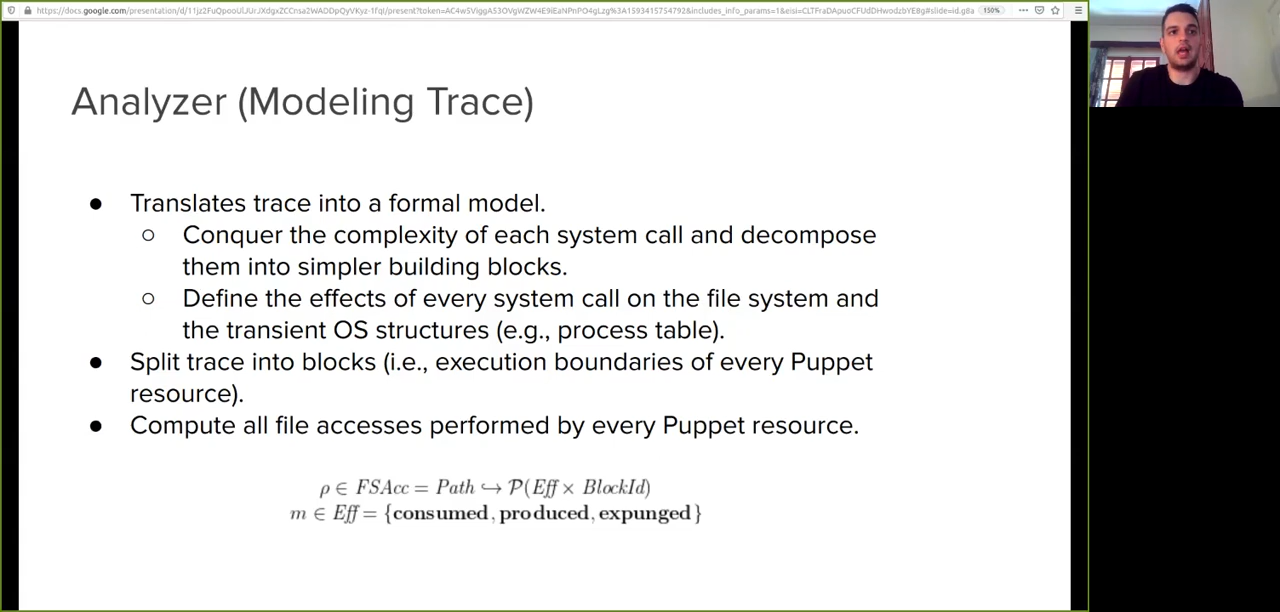 150%
Analyzer (Modeling Trace)
● Translates trace into a formal model.
○ Conquer the complexity of each system call and decompose
them into simpler building blocks.
○ Define the effects of every system call on the file system and
the transient OS structures (e.g., process table).
● Split trace into blocks (i.e., execution boundaries of every Puppet
resource).
● Compute all file accesses performed by every Puppet resource.
ρ ∈ FSAcc = Path ↪ 𝒫(Eff × BlockId)
m ∈ Eff = {consumed, produced, expunged}